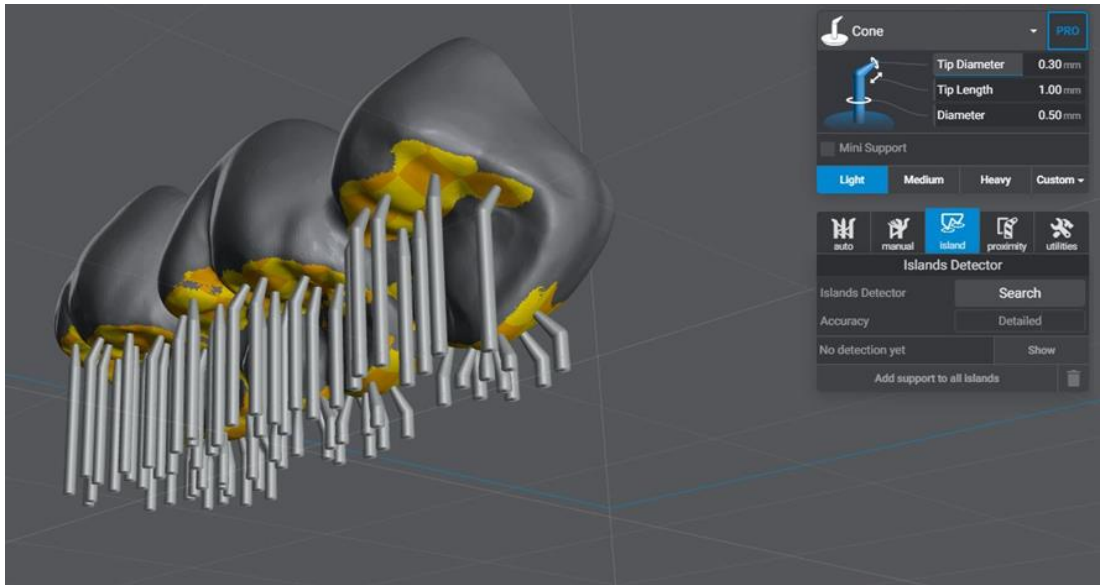 Cone PRO
Tip Diameter 0.30 mm
Tip Length 1.00 mm
Diameter 0.50 mm
Mini Support
Light Medium Heavy Custom
auto manual island proximity utilities
Islands Detector
Islands Detector Search
Accuracy Detailed
No detection yet Show
Add support to all islands